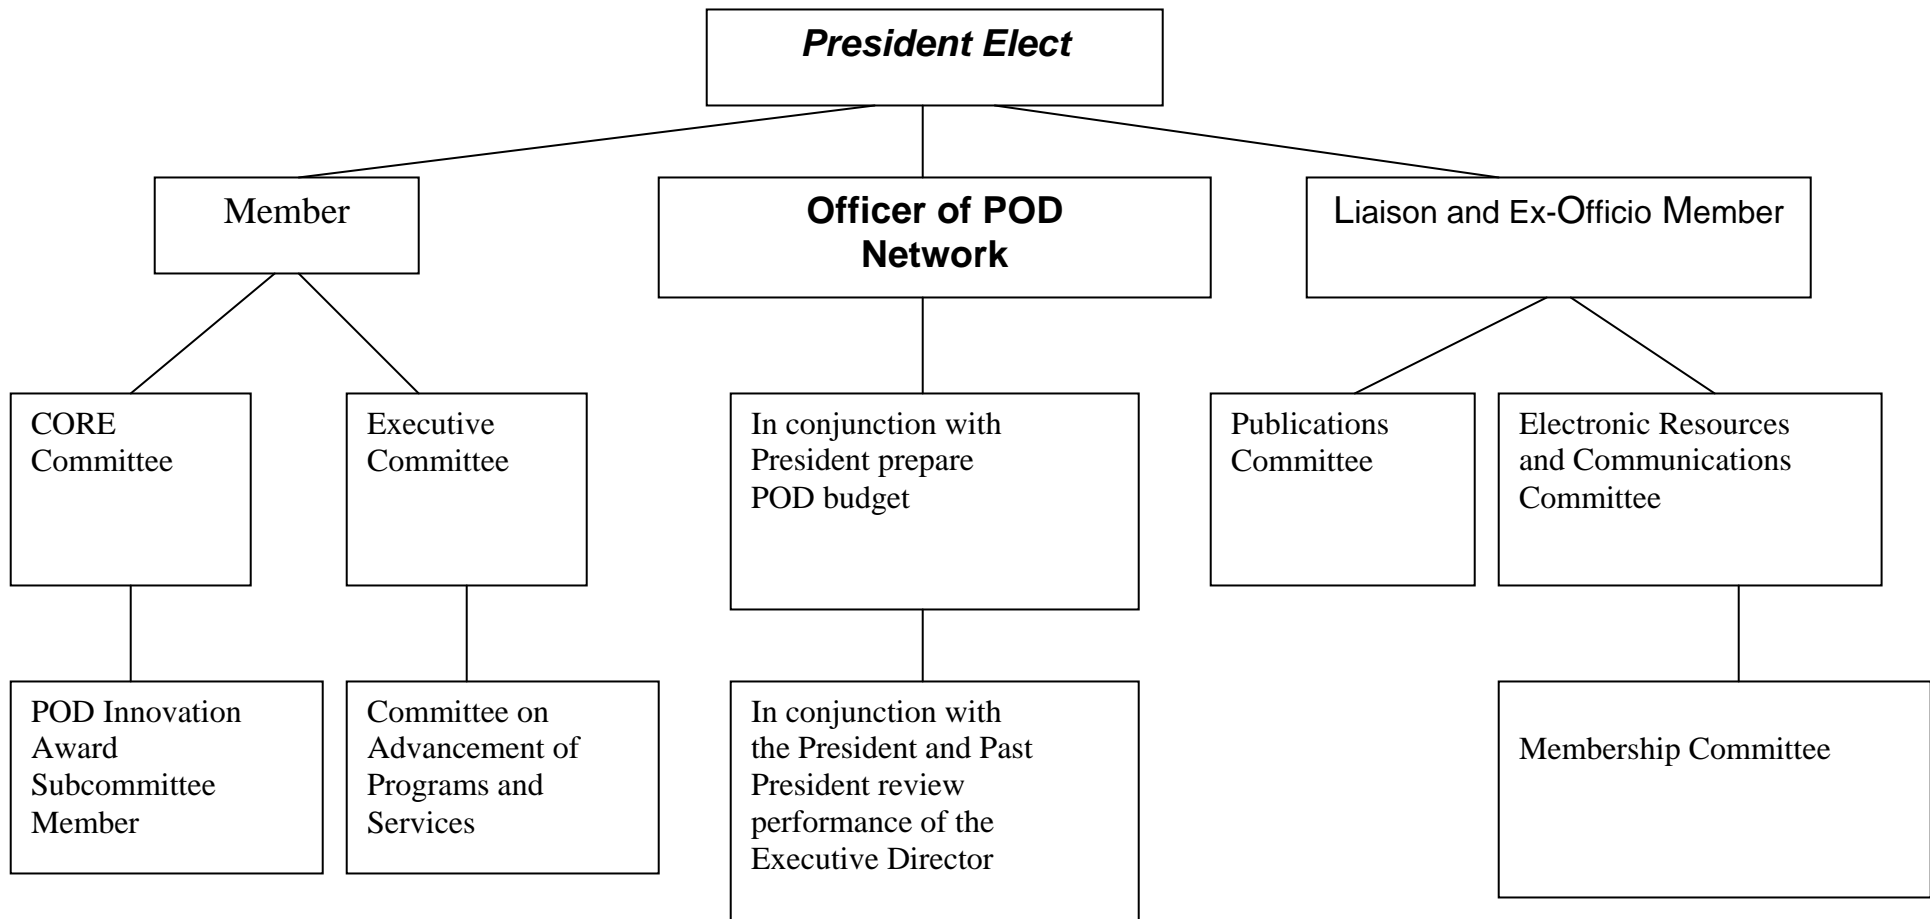 President Elect
Member
Officer of POD
Network
Liaison and Ex-Officio Member
CORE
Committee
Executive
Committee
In conjunction with
President prepare
POD budget
Publications
Committee
Electronic Resources
and Communications
Committee
POD Innovation
Award
Subcommittee
Member
Committee on
Advancement of
Programs and
Services
In conjunction with
the President and Past
President review
performance of the
Executive Director
Membership Committee